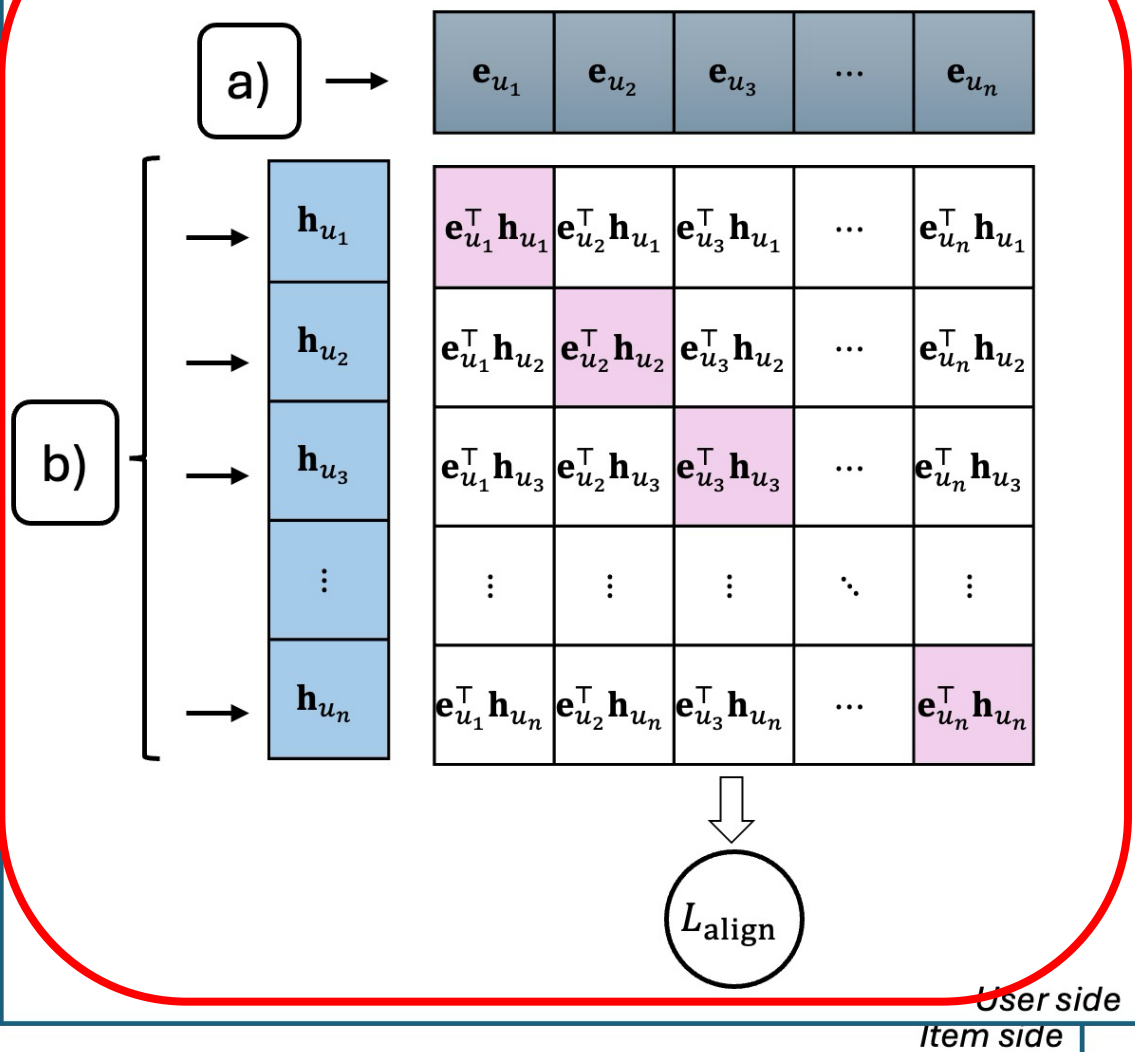 a) → 𝐞_{u_1} 𝐞_{u_2} 𝐞_{u_3} ⋯ 𝐞_{u_n}
𝐡_{u_1} 𝐞_{u_1}^⊤𝐡_{u_1} 𝐞_{u_2}^⊤𝐡_{u_1} 𝐞_{u_3}^⊤𝐡_{u_1} ⋯ 𝐞_{u_n}^⊤𝐡_{u_1}
𝐡_{u_2} 𝐞_{u_1}^⊤𝐡_{u_2} 𝐞_{u_2}^⊤𝐡_{u_2} 𝐞_{u_3}^⊤𝐡_{u_2} ⋯ 𝐞_{u_n}^⊤𝐡_{u_2}
b)
𝐡_{u_3} 𝐞_{u_1}^⊤𝐡_{u_3} 𝐞_{u_2}^⊤𝐡_{u_3} 𝐞_{u_3}^⊤𝐡_{u_3} ⋯ 𝐞_{u_n}^⊤𝐡_{u_3}
⋮ ⋮ ⋮ ⋮ ⋱ ⋮
𝐡_{u_n} 𝐞_{u_1}^⊤𝐡_{u_n} 𝐞_{u_2}^⊤𝐡_{u_n} 𝐞_{u_3}^⊤𝐡_{u_n} ⋯ 𝐞_{u_n}^⊤𝐡_{u_n}
L_{align}
User side
Item side